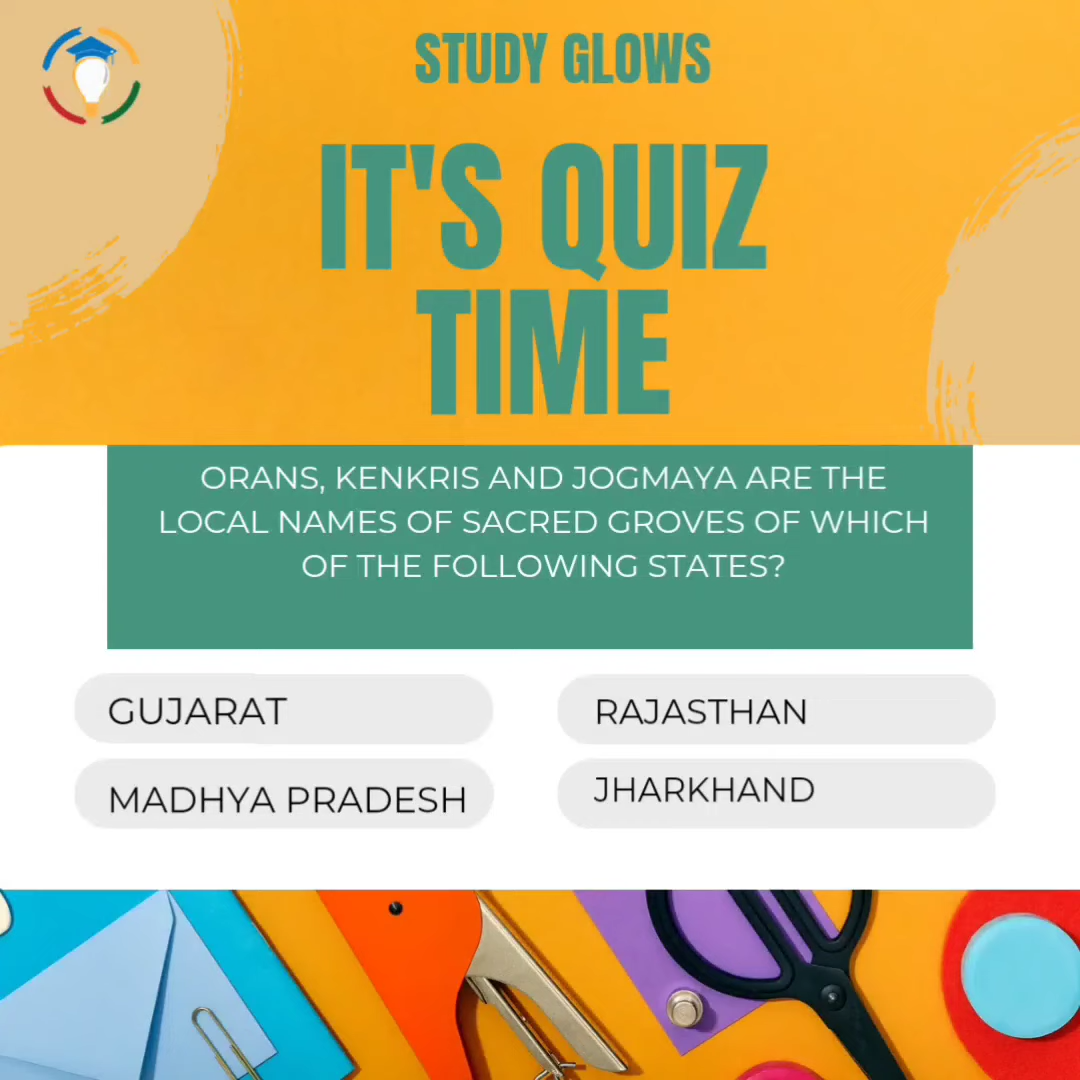 STUDY GLOWS
IT'S QUIZ
TIME
ORANS, KENKRIS AND JOGMAYA ARE THE
LOCAL NAMES OF SACRED GROVES OF WHICH
OF THE FOLLOWING STATES?
GUJARAT
RAJASTHAN
MADHYA PRADESH
JHARKHAND